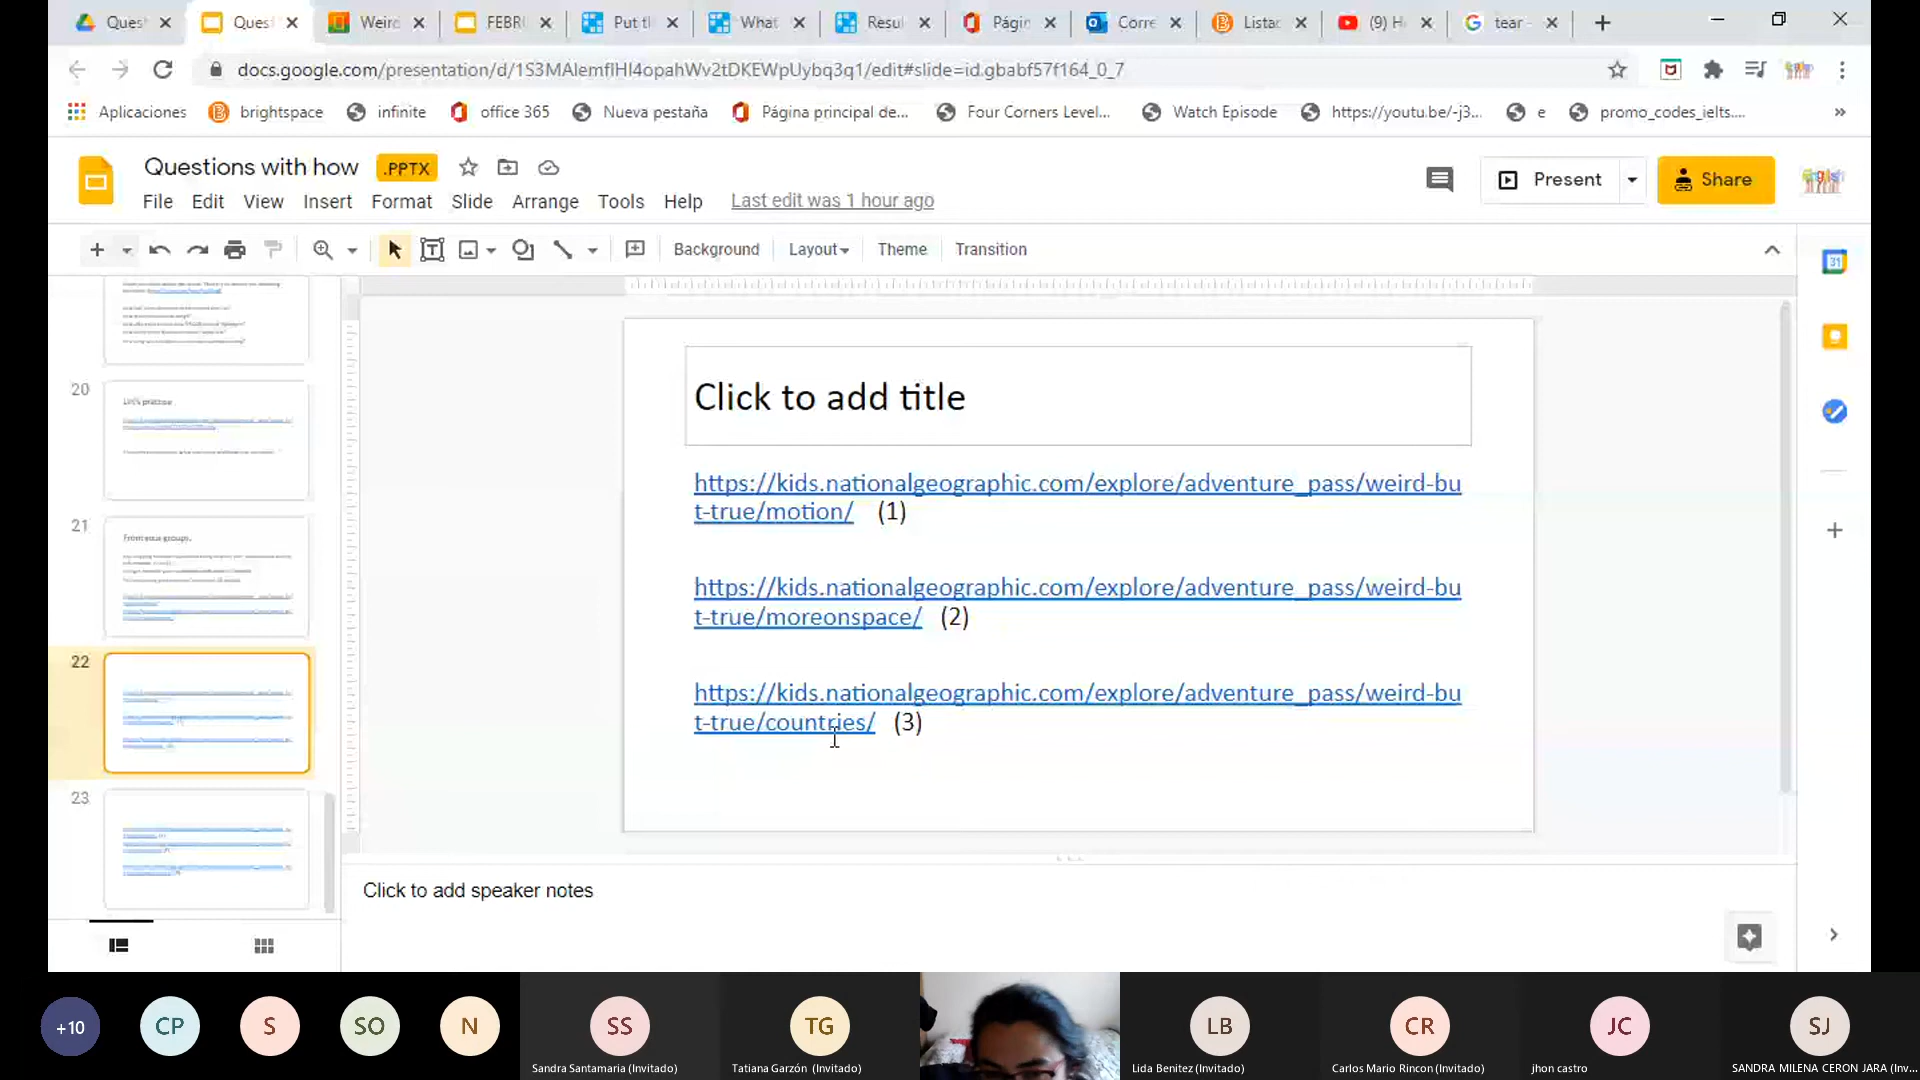 Quest
Quest
Weird
FEBRU
Put tl
What
Resul
Págin
Corre
Listac
(9) H
tear -
docs.google.com/presentation/d/1S3MAlemflHI4opahWv2tDKEWpUybq3q1/edit#slide=id.gbabf57f164_0_7
Aplicaciones
brightspace
infinite
office 365
Nueva pestaña
Página principal de...
Four Corners Level...
Watch Episode
https://youtu.be/-j3...
e
promo_codes_ielts....
»
Questions with how .PPTX
Present
Share
File Edit View Insert Format Slide Arrange Tools Help Last edit was 1 hour ago
Background Layout Theme Transition
31
20
Let's practice
21
22
23
Click to add title
https://kids.nationalgeographic.com/explore/adventure_pass/weird-bu
t-true/motion/ (1)
https://kids.nationalgeographic.com/explore/adventure_pass/weird-bu
t-true/moreonspace/ (2)
https://kids.nationalgeographic.com/explore/adventure_pass/weird-bu
t-true/countries/ (3)
Click to add speaker notes
+10
CP
S
SO
N
SS
TG
LB
CR
JC
SJ
Sandra Santamaria (Invitado)
Tatiana Garzón (Invitado)
Lida Benitez (Invitado)
Carlos Mario Rincon (Invitado)
jhon castro
SANDRA MILENA CERON JARA (Inv...